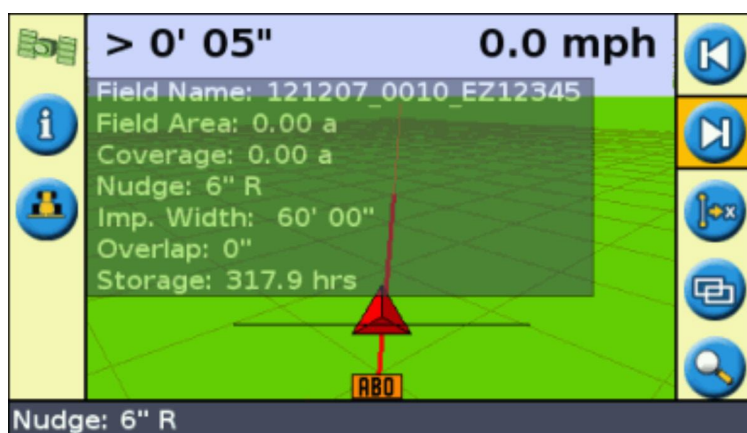 > 0' 05" 0.0 mph
Field Name: 121207_0010_EZ12345
Field Area: 0.00 a
Coverage: 0.00 a
Nudge: 6" R
Imp. Width: 60' 00"
Overlap: 0"
Storage: 317.9 hrs
AB0
Nudge: 6" R